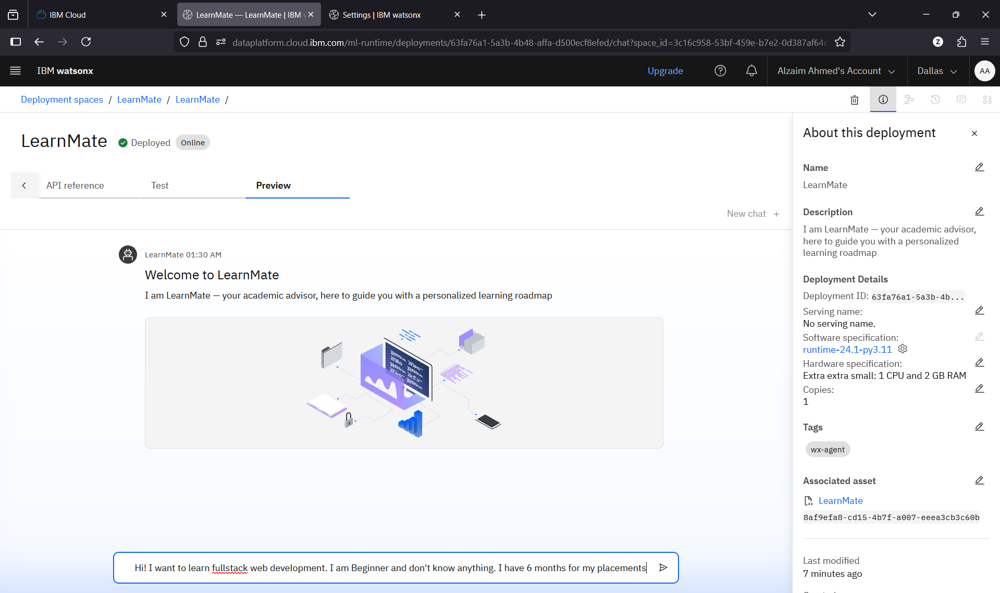 IBM Cloud
LearnMate — LearnMate | IBM
Settings | IBM watsonx
dataplatform.cloud.ibm.com/ml-runtime/deployments/63fa76a1-5a3b-4b48-affa-d500ecf8efed/chat?space_id=3c16c958-53bf-459e-b7e2-0d387af64c
Z
IBM watsonx
Upgrade
Alzaim Ahmed's Account
Dallas
AA
Deployment spaces / LearnMate / LearnMate /
LearnMate
Deployed
Online
API reference
Test
Preview
New chat +
LearnMate 01:30 AM
Welcome to LearnMate
I am LearnMate — your academic advisor, here to guide you with a personalized learning roadmap
Hi! I want to learn fullstack web development. I am Beginner and don't know anything. I have 6 months for my placements
About this deployment
Name
LearnMate
Description
I am LearnMate — your academic advisor,
here to guide you with a personalized
learning roadmap
Deployment Details
Deployment ID: 63fa76a1-5a3b-4b...
Serving name:
No serving name.
Software specification:
runtime-24.1-py3.11
Hardware specification:
Extra extra small: 1 CPU and 2 GB RAM
Copies:
1
Tags
wx-agent
Associated asset
LearnMate
8af9efa8-cd15-4b7f-a007-eeea3cb3c60b
Last modified
7 minutes ago